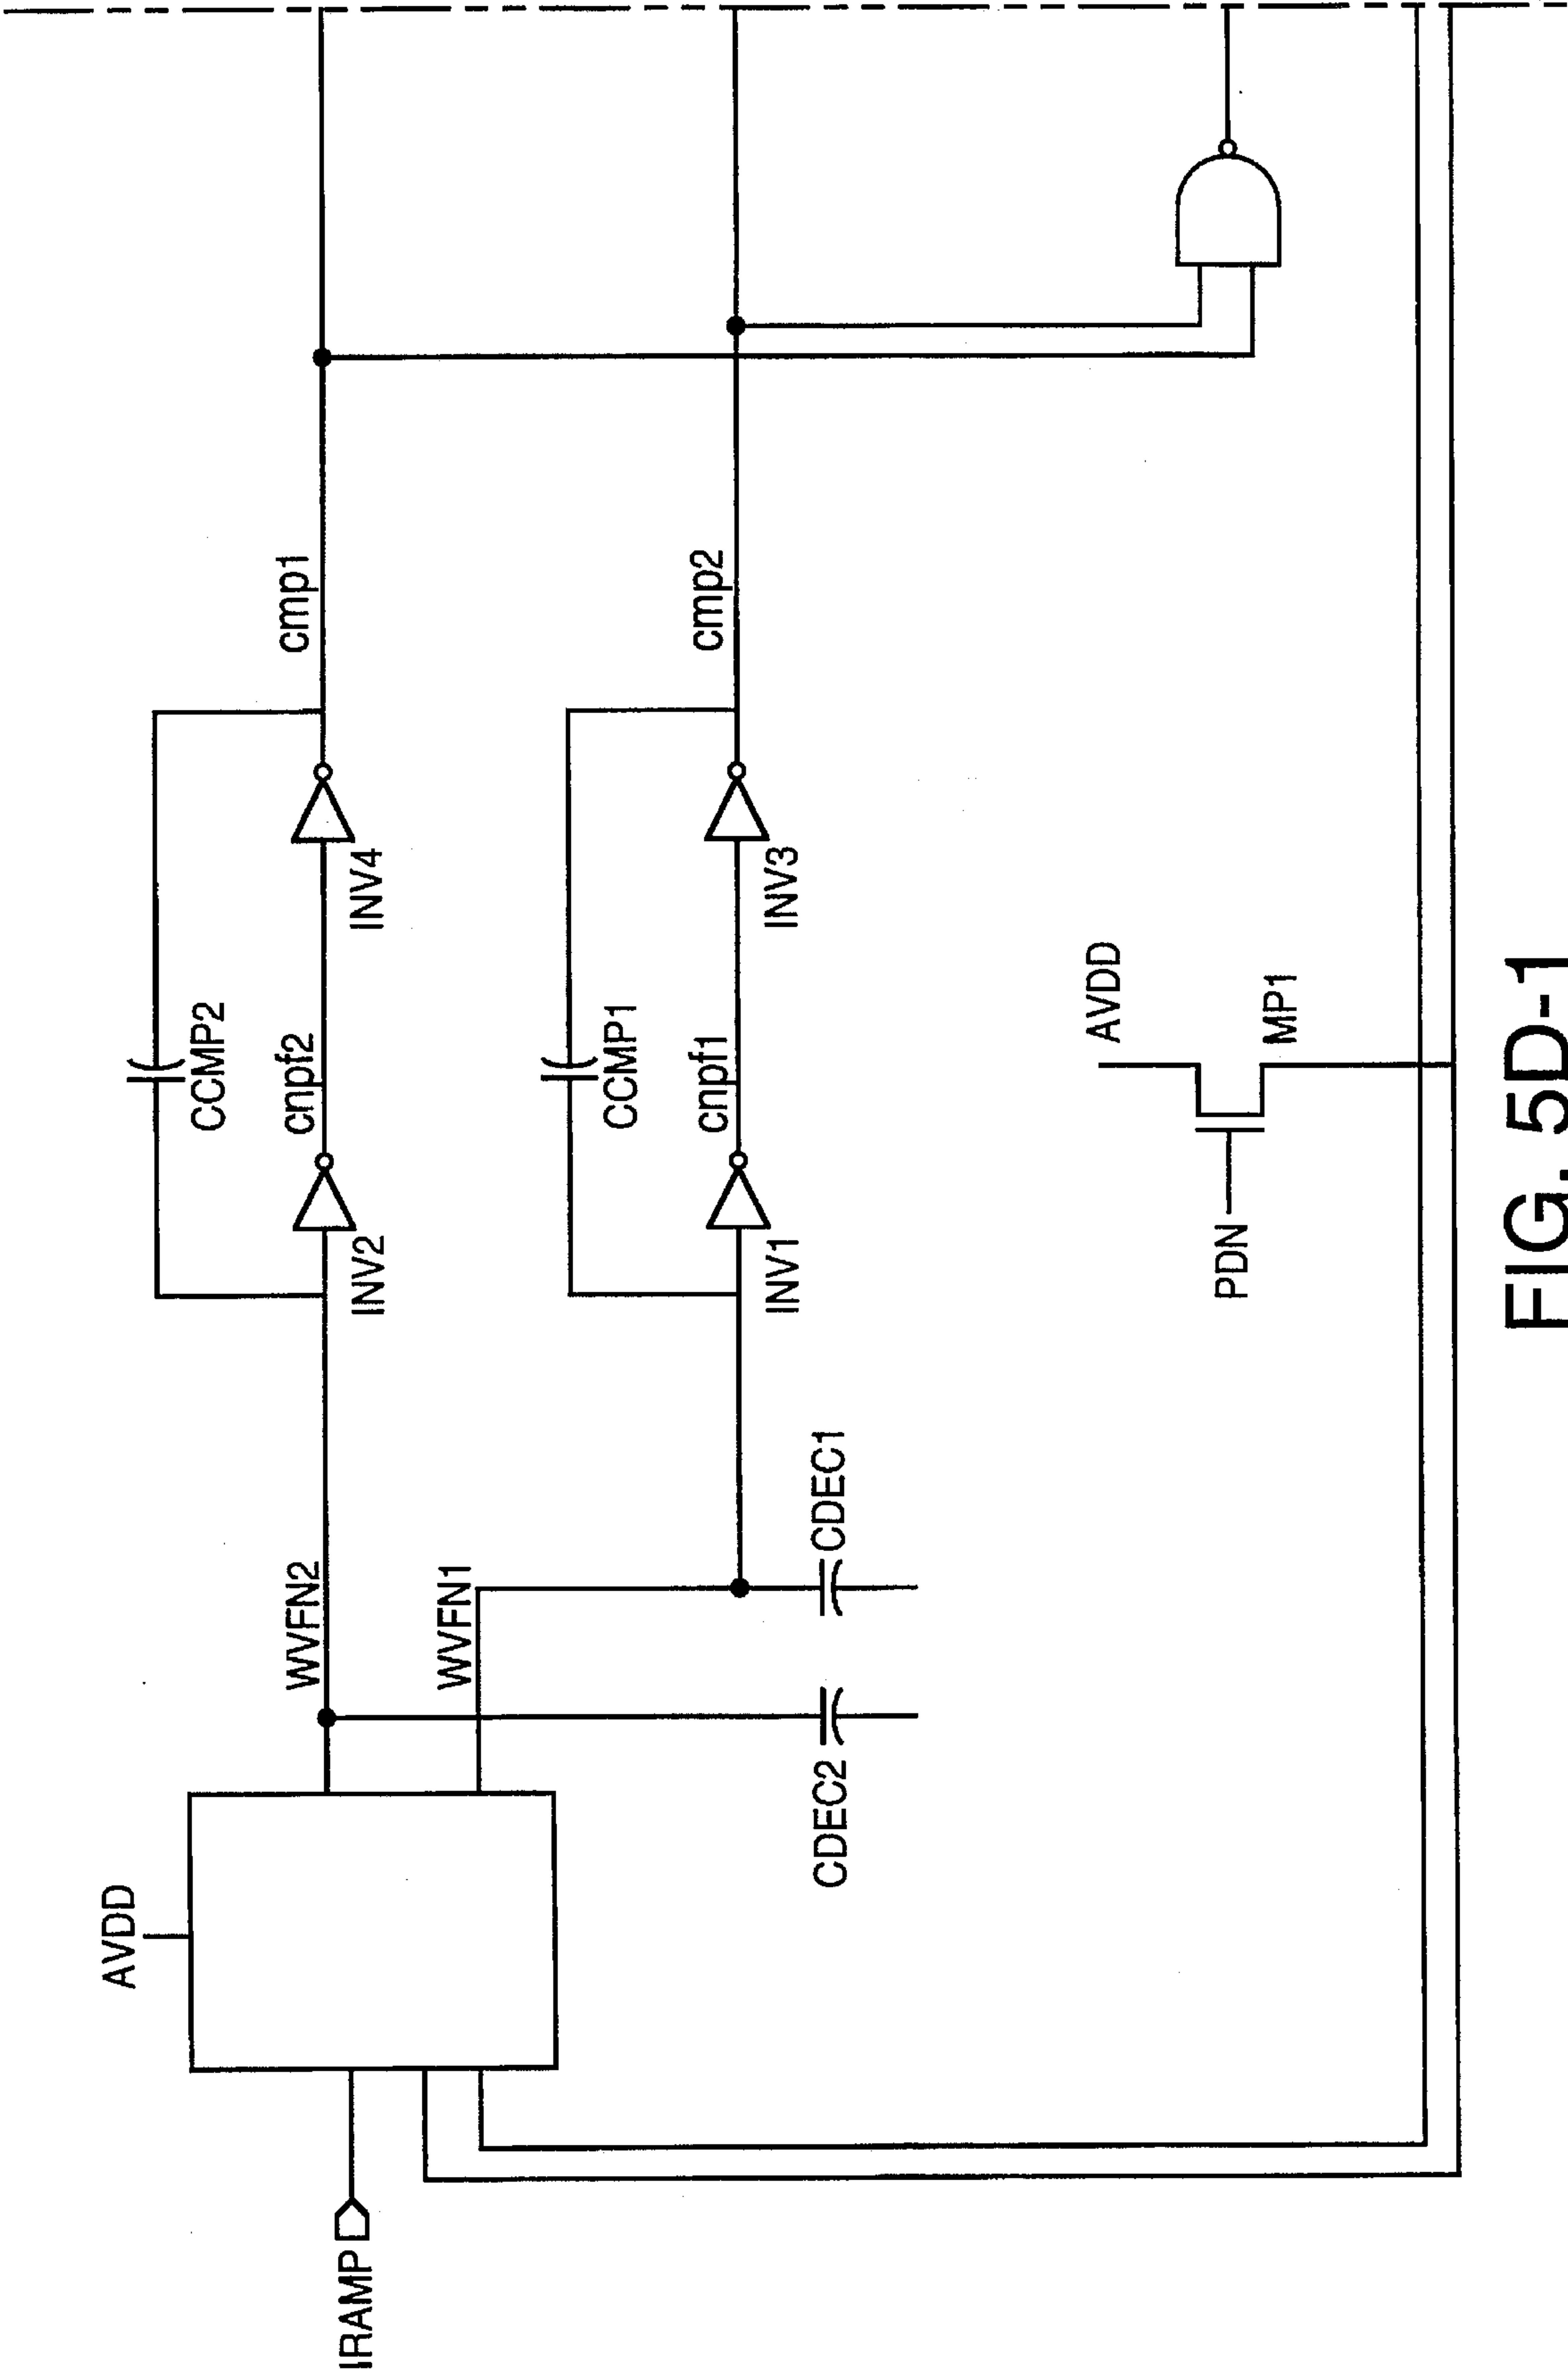 AVDD
IRAMP
WVFN2
WVFN1
CDEC2
CDEC1
CCMP2
cnpf2
INV2
INV4
cmp1
CCMP1
cnpf1
INV1
INV3
cmp2
AVDD
PDN
MP1
FIG. 5D-1